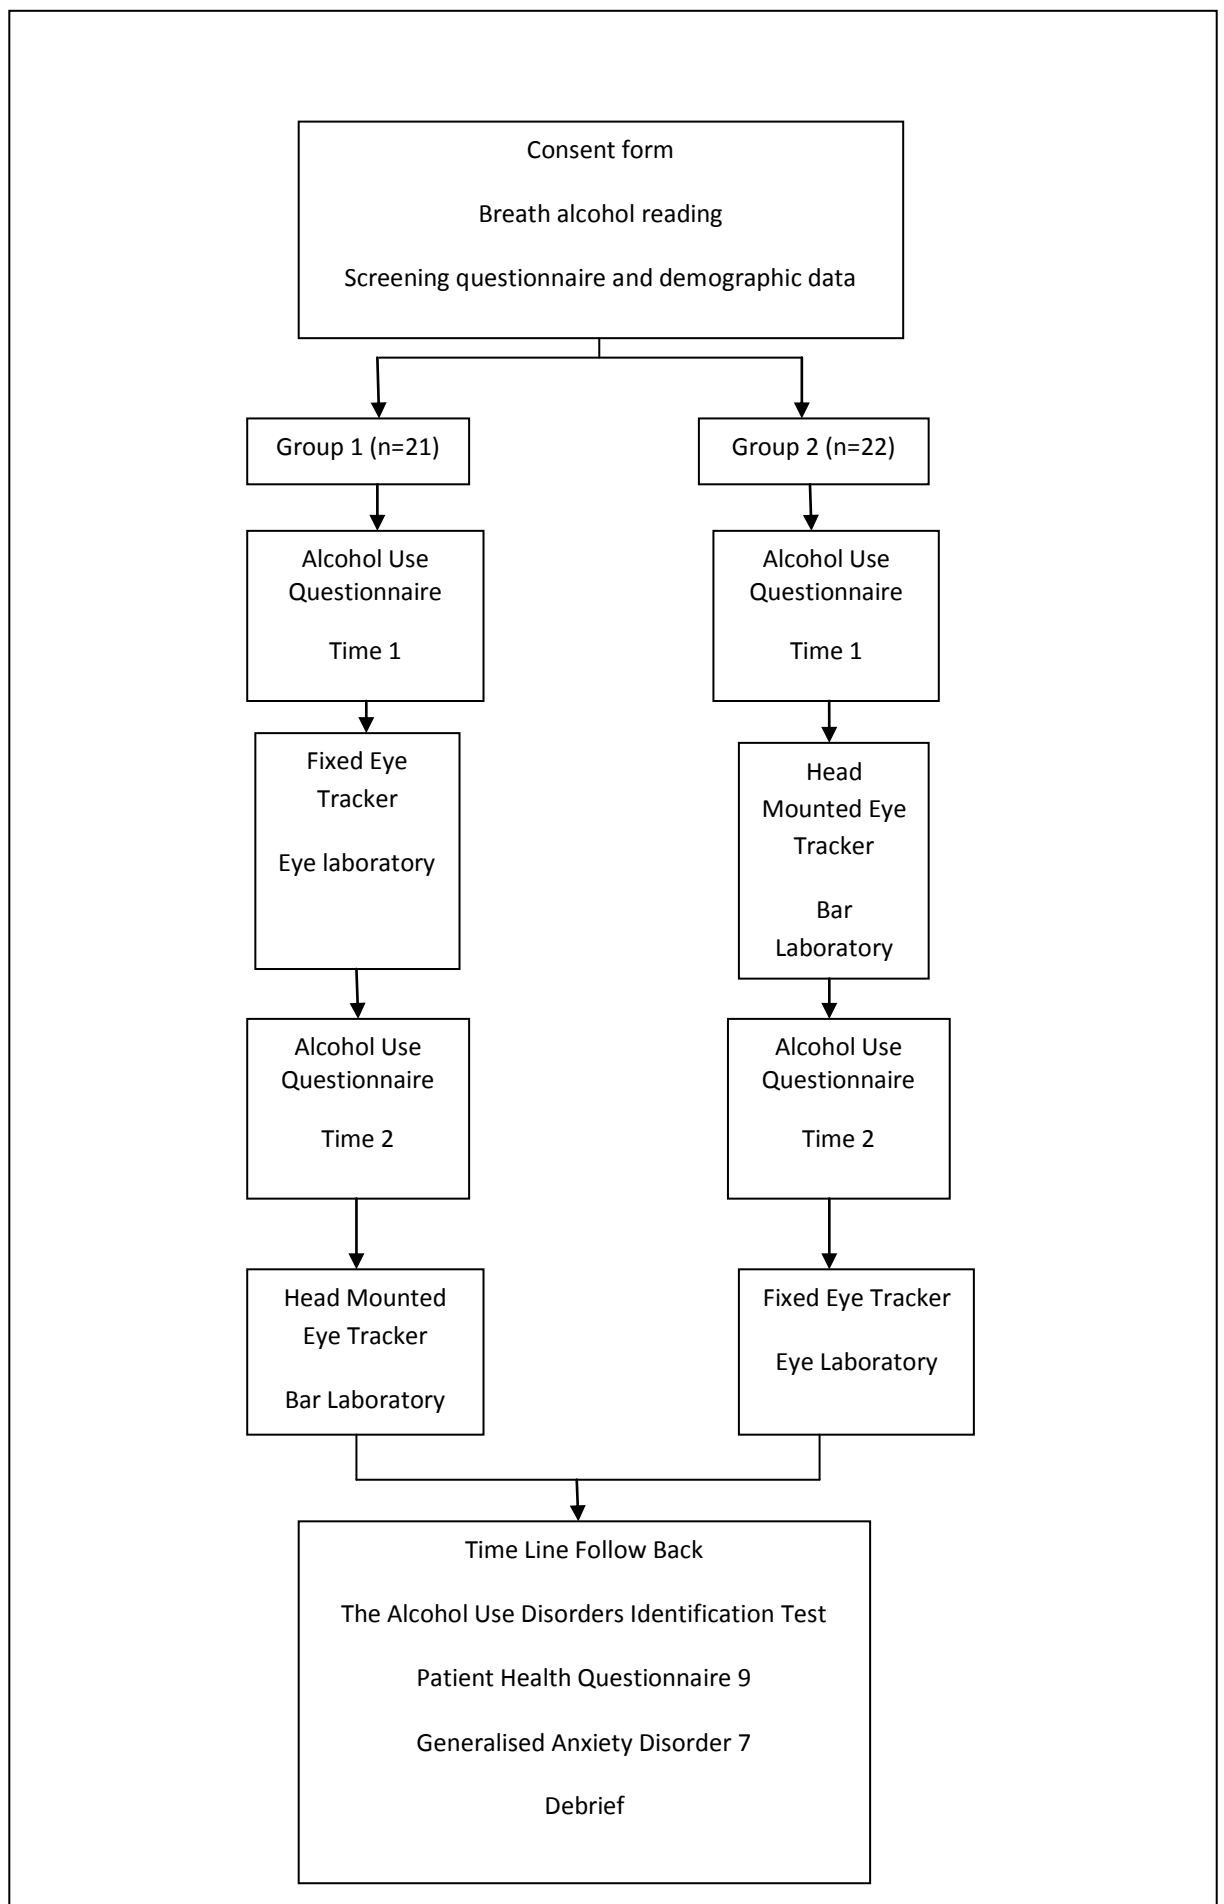 Consent form
Breath alcohol reading
Screening questionnaire and demographic data
Group 1 (n=21)
Group 2 (n=22)
Alcohol Use
Questionnaire
Time 1
Alcohol Use
Questionnaire
Time 1
Fixed Eye
Tracker
Eye laboratory
Head
Mounted Eye
Tracker
Bar
Laboratory
Alcohol Use
Questionnaire
Time 2
Alcohol Use
Questionnaire
Time 2
Head Mounted
Eye Tracker
Bar Laboratory
Fixed Eye Tracker
Eye Laboratory
Time Line Follow Back
The Alcohol Use Disorders Identification Test
Patient Health Questionnaire 9
Generalised Anxiety Disorder 7
Debrief